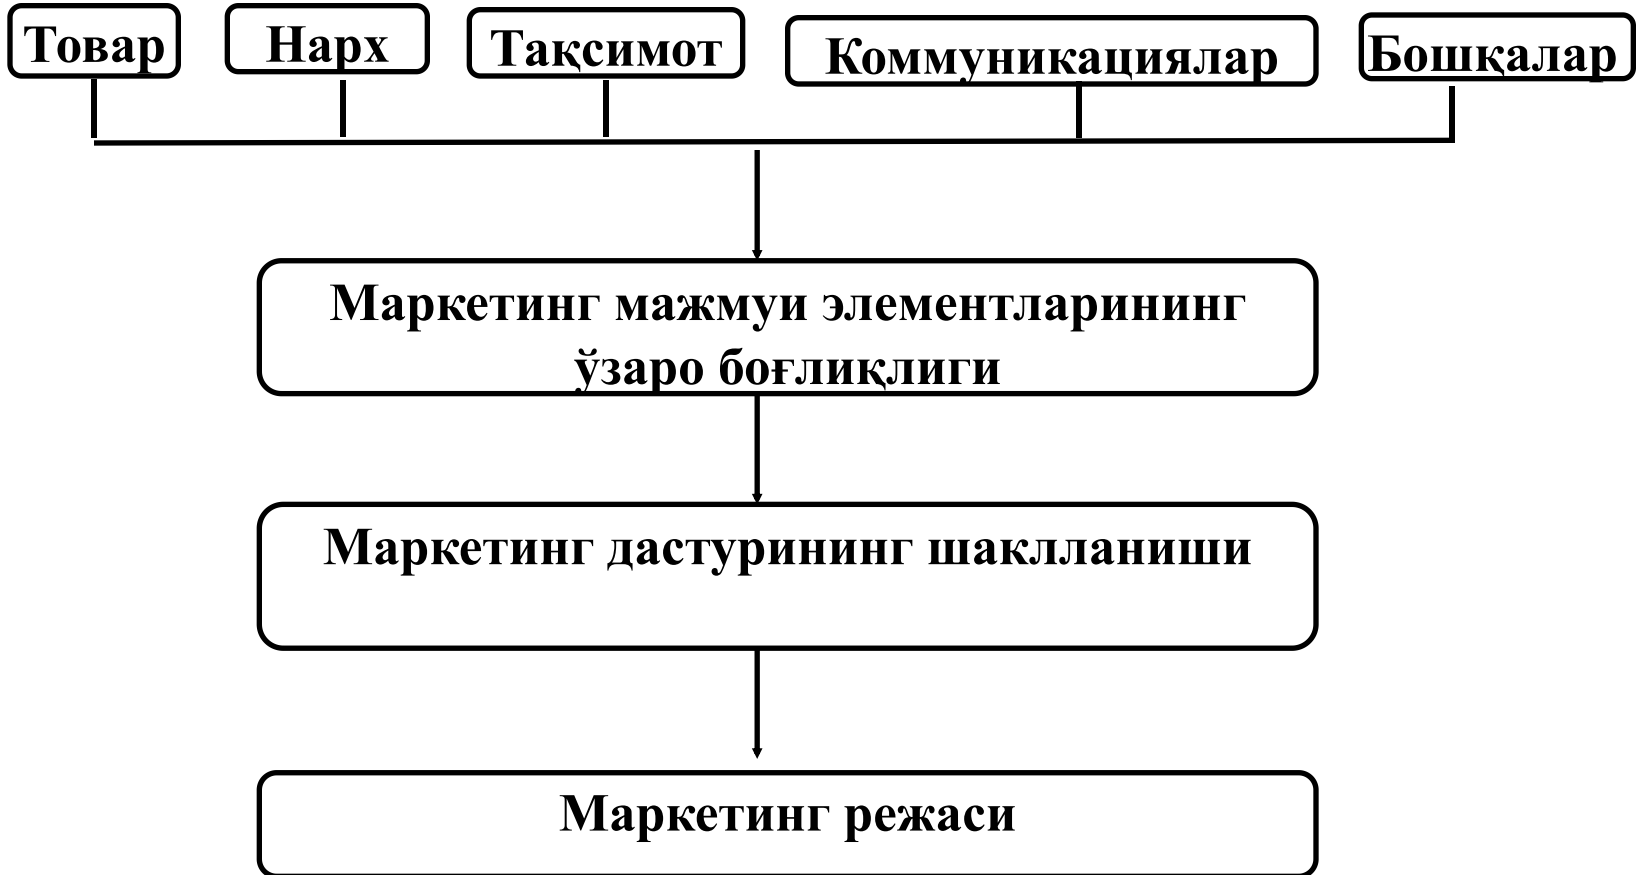 Товар
Нарх
Тақсимот
Коммуникациялар
Бошқалар
Маркетинг мажмуи элементларининг
ўзаро боғлиқлиги
Маркетинг дастурининг шаклланиши
Маркетинг режаси